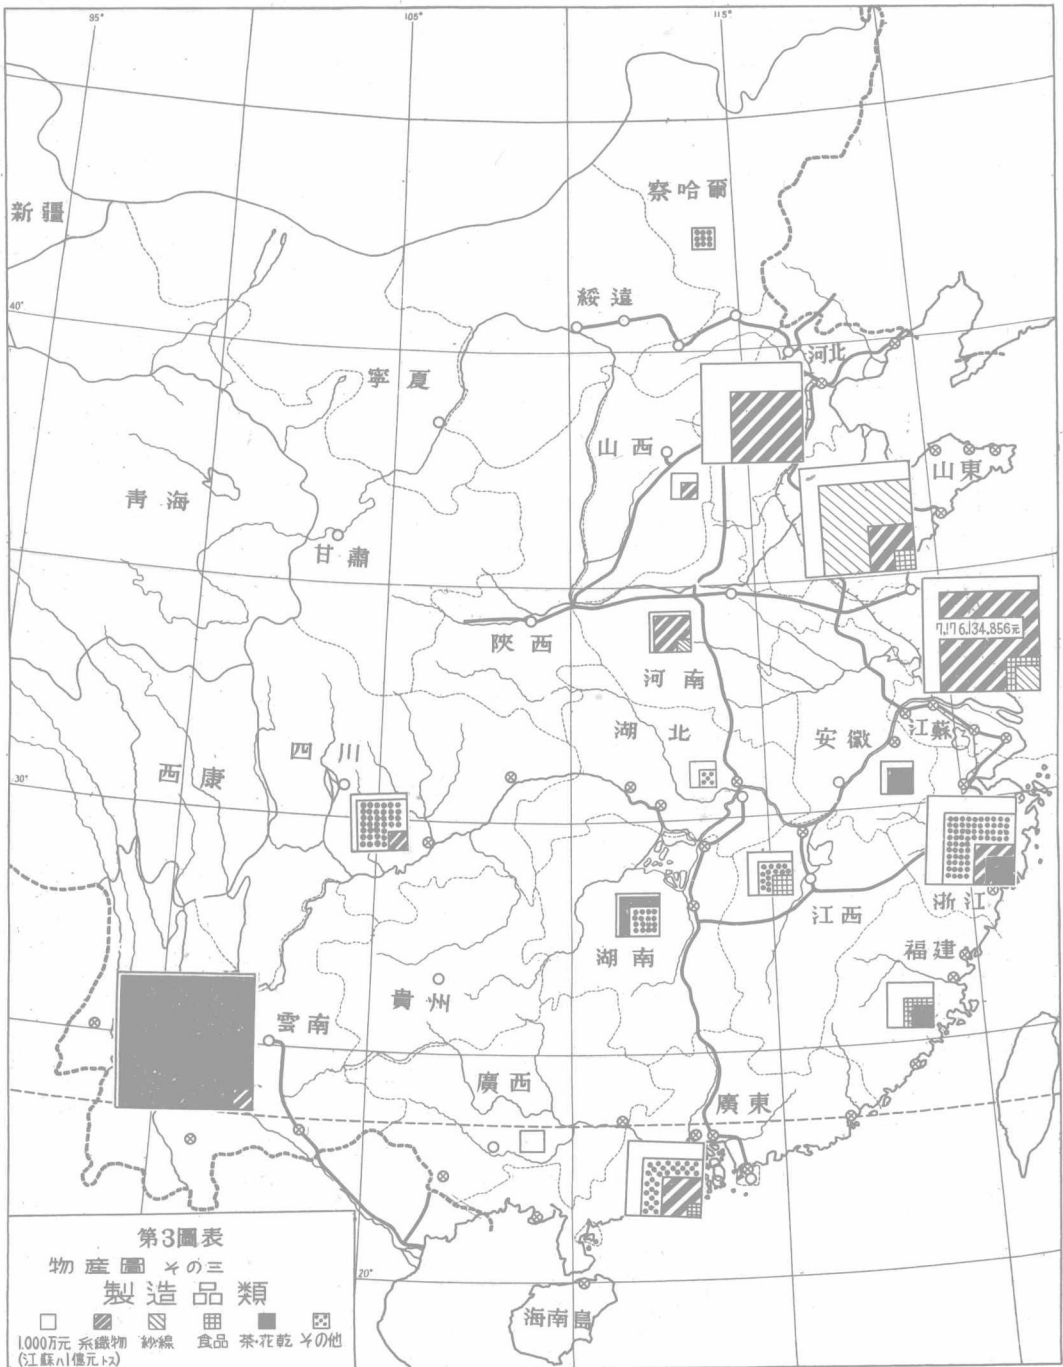 95°
105°
115°
察哈爾
新疆
40°
綏遠
河北
寧夏
山西
山東
青海
甘肅
7,176,134,856元
陝西
河南
湖北
安徽
江蘇
四川
西康
30°
江西
浙江
湖南
福建
貴州
雲南
廣西
廣東
第3圖表
物産圖 その三
製造品類
1,000万元 糸織物 紗線 食品 茶・花乾 その他
(江蘇ハ1億元トス)
20°
海南島